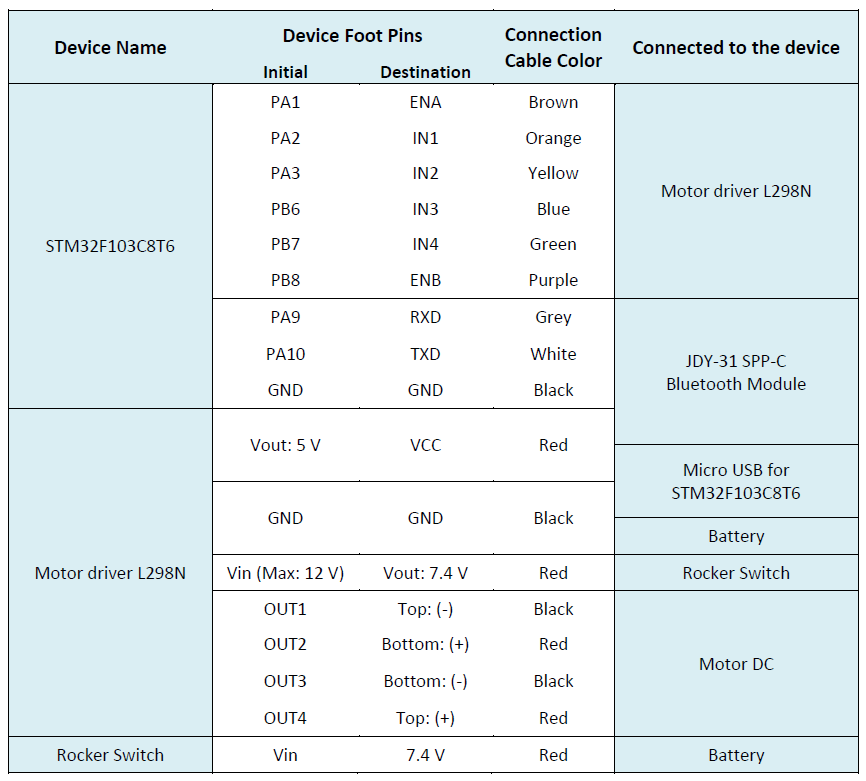 Device Name
Device Foot Pins
Connection
Cable Color
Connected to the device
Initial
Destination
STM32F103C8T6
PA1 ENA Brown
PA2 IN1 Orange
PA3 IN2 Yellow
PB6 IN3 Blue
PB7 IN4 Green
PB8 ENB Purple
Motor driver L298N
PA9 RXD Grey
PA10 TXD White
GND GND Black
JDY-31 SPP-C
Bluetooth Module
Motor driver L298N
Vout: 5 V VCC Red
Micro USB for
STM32F103C8T6
GND GND Black
Battery
Vin (Max: 12 V) Vout: 7.4 V Red Rocker Switch
OUT1 Top: (-) Black
OUT2 Bottom: (+) Red
OUT3 Bottom: (-) Black
OUT4 Top: (+) Red
Motor DC
Rocker Switch Vin 7.4 V Red Battery